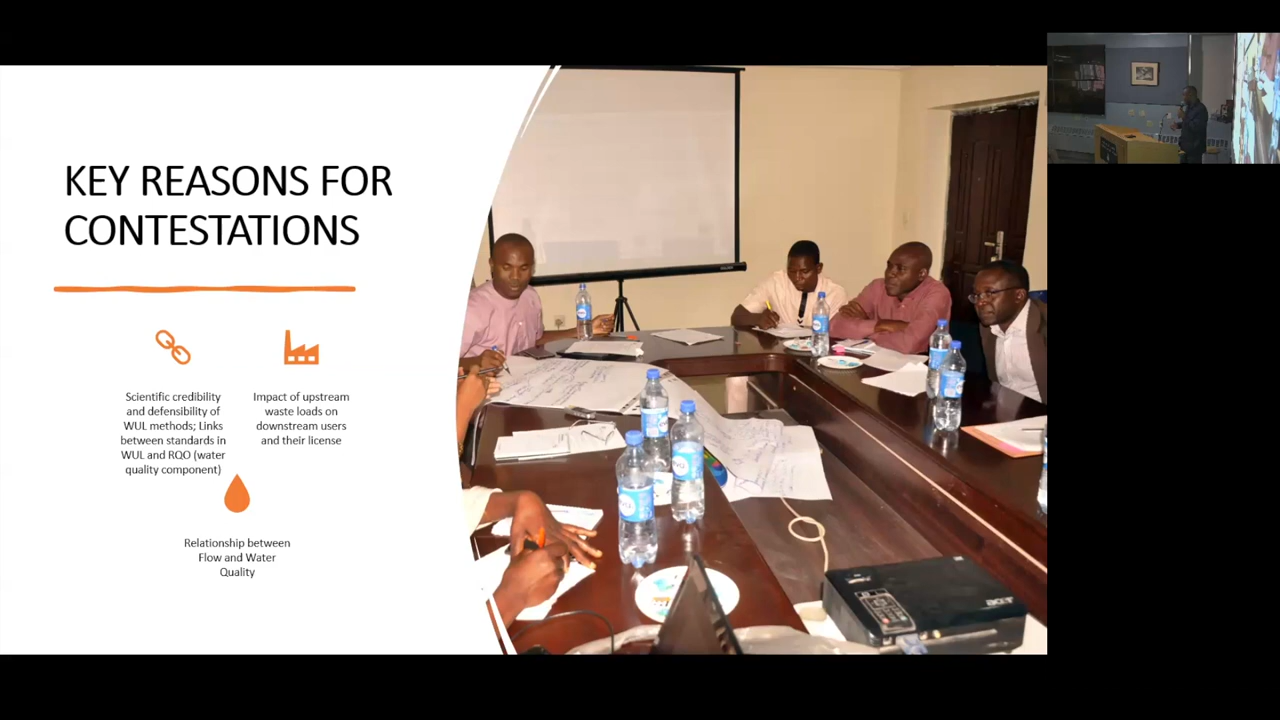 KEY REASONS FOR
CONTESTATIONS
Scientific credibility
and defensibility of
WUL methods; Links
between standards in
WUL and RQO (water
quality component)
Impact of upstream
waste loads on
downstream users
and their license
Relationship between
Flow and Water
Quality
acer